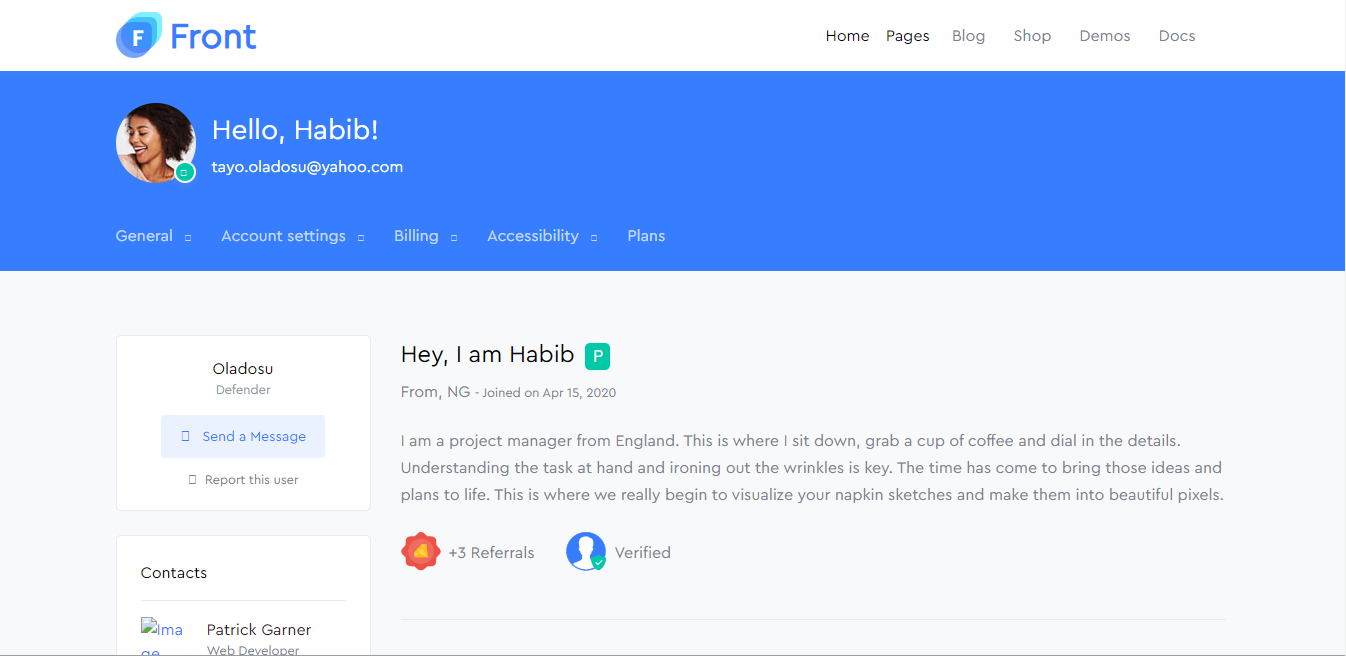 F Front
Home Pages Blog Shop Demos Docs
Hello, Habib!
tayo.oladosu@yahoo.com
General Account settings Billing Accessibility Plans
Oladosu
Defender
Send a Message
Report this user
Contacts
Image
Patrick Garner
Web Developer
Hey, I am Habib P
From, NG - Joined on Apr 15, 2020
I am a project manager from England. This is where I sit down, grab a cup of coffee and dial in the details.
Understanding the task at hand and ironing out the wrinkles is key. The time has come to bring those ideas and
plans to life. This is where we really begin to visualize your napkin sketches and make them into beautiful pixels.
+3 Referrals Verified